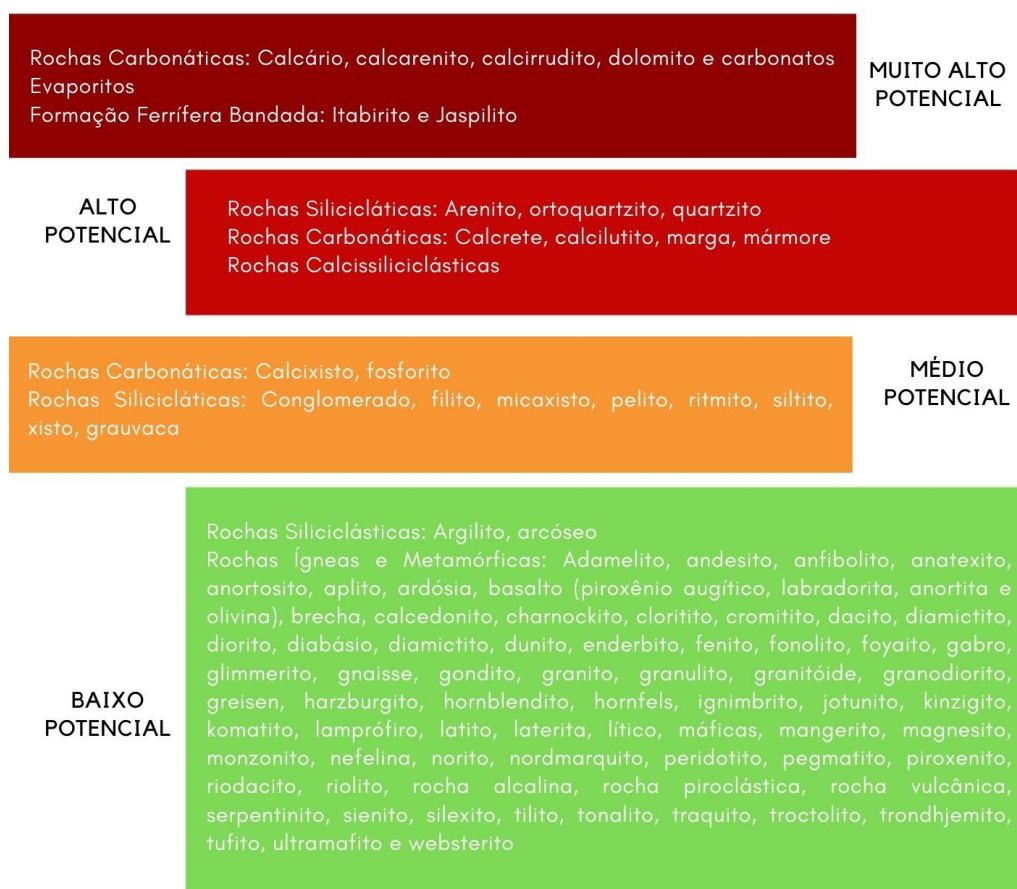 Rochas Carbonáticas: Calcário, calcarenito, calcirrudito, dolomito e carbonatos
Evaporitos
Formação Ferrífera Bandada: Itabirito e Jaspilito
MUITO ALTO
POTENCIAL
ALTO
POTENCIAL
Rochas Siliciláticas: Arenito, ortoquartzito, quartzito
Rochas Carbonáticas: Calcrete, calcilutito, marga, mármore
Rochas Calcissiliciclásticas
Rochas Carbonáticas: Calcixisto, fosforito
Rochas Siliciláticas: Conglomerado, filito, micaxisto, pelito, ritmito, siltito,
xisto, grauvaca
MÉDIO
POTENCIAL
BAIXO
POTENCIAL
Rochas Siliciclásticas: Argilito, arcóseo
Rochas Ígneas e Metamórficas: Adamelito, andesito, anfibolito, anatexito,
anortosito, aplito, ardósia, basalto (piroxênio augítico, labradorita, anortita e
olivina), brecha, calcedonito, charnockito, cloritito, cromitito, dacito, diamictito,
diorito, diabásio, diamictito, dunito, enderbito, fenito, fonolito, foyaito, gabro,
glimmerito, gnaisse, gondito, granito, granulito, granitóide, granodiorito,
greisen, harzburgito, hornblendito, hornfels, ignimbrito, jotunito, kinzigito,
komatito, lamprófiro, latito, laterita, lítico, máficas, mangerito, magnesito,
monzonito, nefelina, norito, nordmarquito, peridotito, pegmatito, piroxenito,
riodacito, riolito, rocha alcalina, rocha piroclástica, rocha vulcânica,
serpentinito, sienito, silexito, tilito, tonalito, traquito, troctolito, trondhjemito,
tufito, ultramafito e websterito